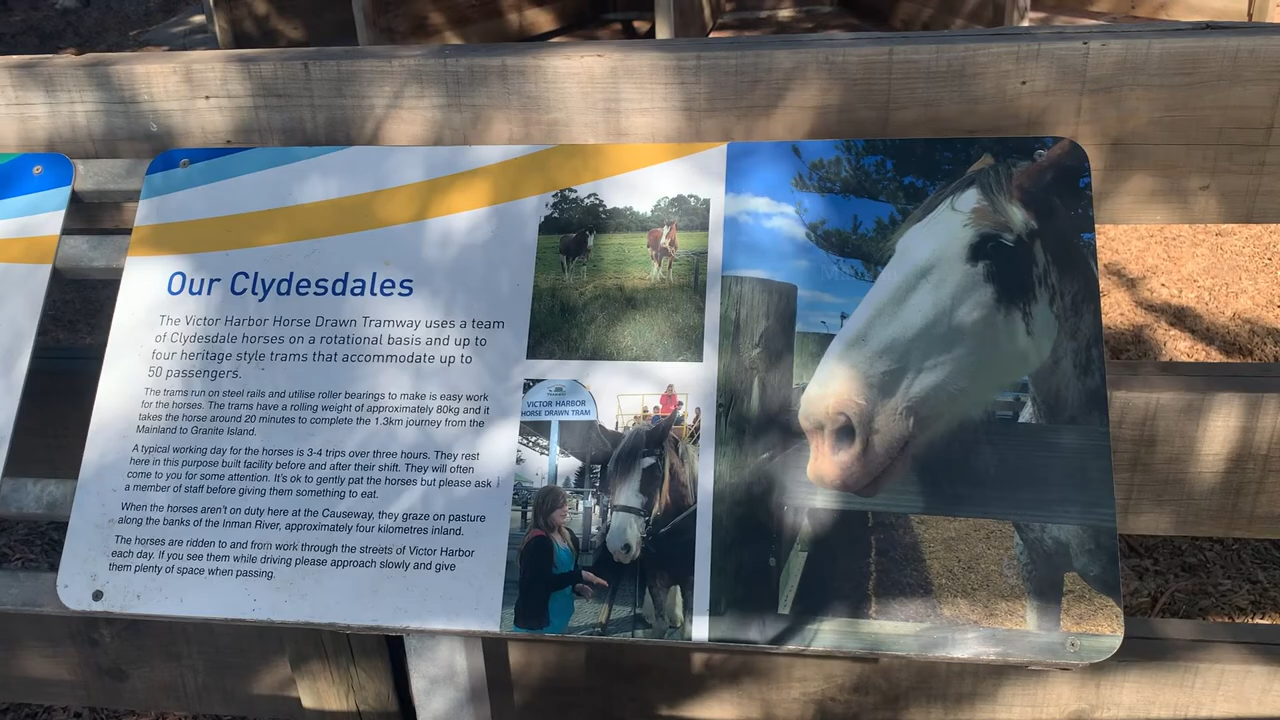 Our Clydesdales
The Victor Harbor Horse Drawn Tramway uses a team
of Clydesdale horses on a rotational basis and up to
four heritage style trams that accommodate up to
50 passengers.
The trams run on steel rails and utilise roller bearings to make is easy work
for the horses. The trams have a rolling weight of approximately 80kg and it
takes the horse around 20 minutes to complete the 1.3km journey from the
Mainland to Granite Island.
A typical working day for the horses is 3-4 trips over three hours. They rest
here in this purpose built facility before and after their shift. They will often
come to you for some attention. It's ok to gently pat the horses but please ask
a member of staff before giving them something to eat.
When the horses aren't on duty here at the Causeway, they graze on pasture
along the banks of the Inman River, approximately four kilometres inland.
The horses are ridden to and from work through the streets of Victor Harbor
each day. If you see them while driving please approach slowly and give
them plenty of space when passing.
VICTOR HARBOR
HORSE DRAWN TRAM